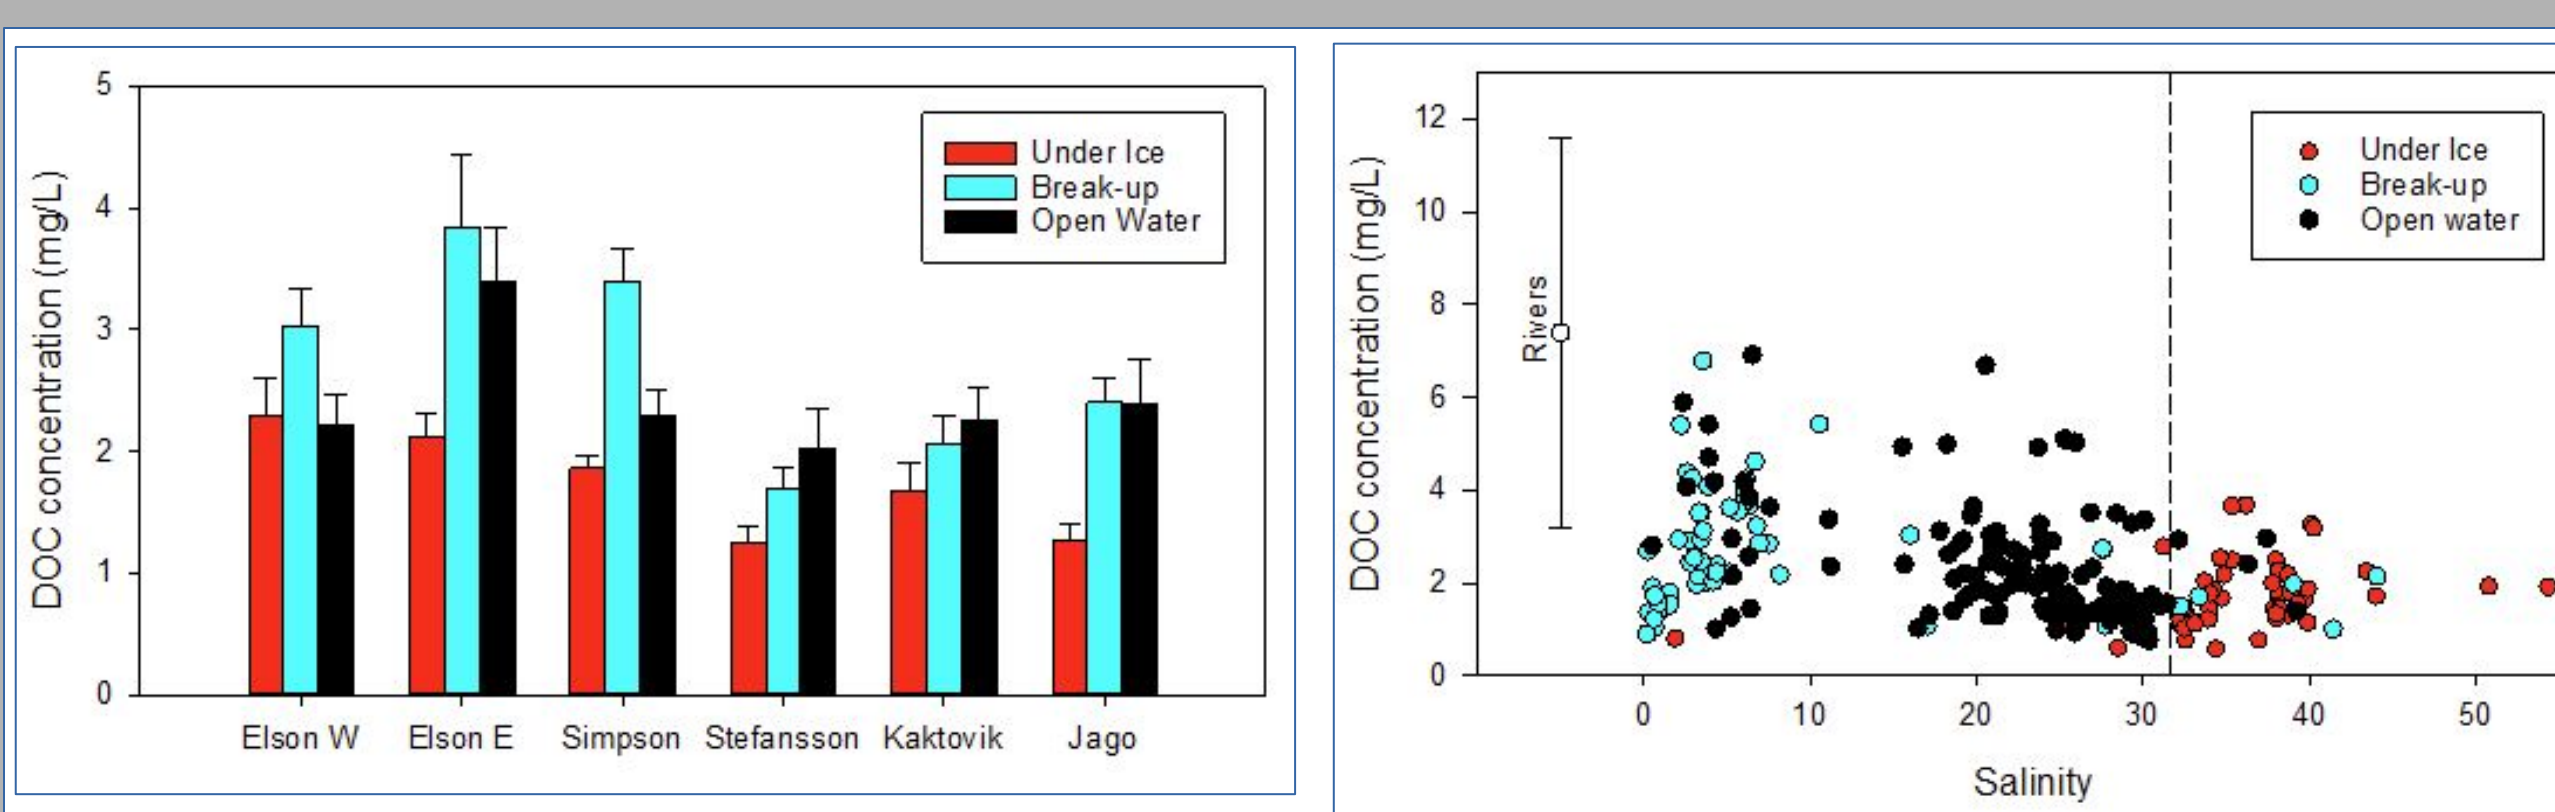 DOC concentration (mg/L)
5
4
3
2
1
0
Under Ice
Break-up
Open Water
Elson W Elson E Simpson Stefansson Kaktovik Jago
DOC concentration (mg/L)
12
10
8
6
4
2
0
Rivers
Under Ice
Break-up
Open water
0 10 20 30 40 50
Salinity